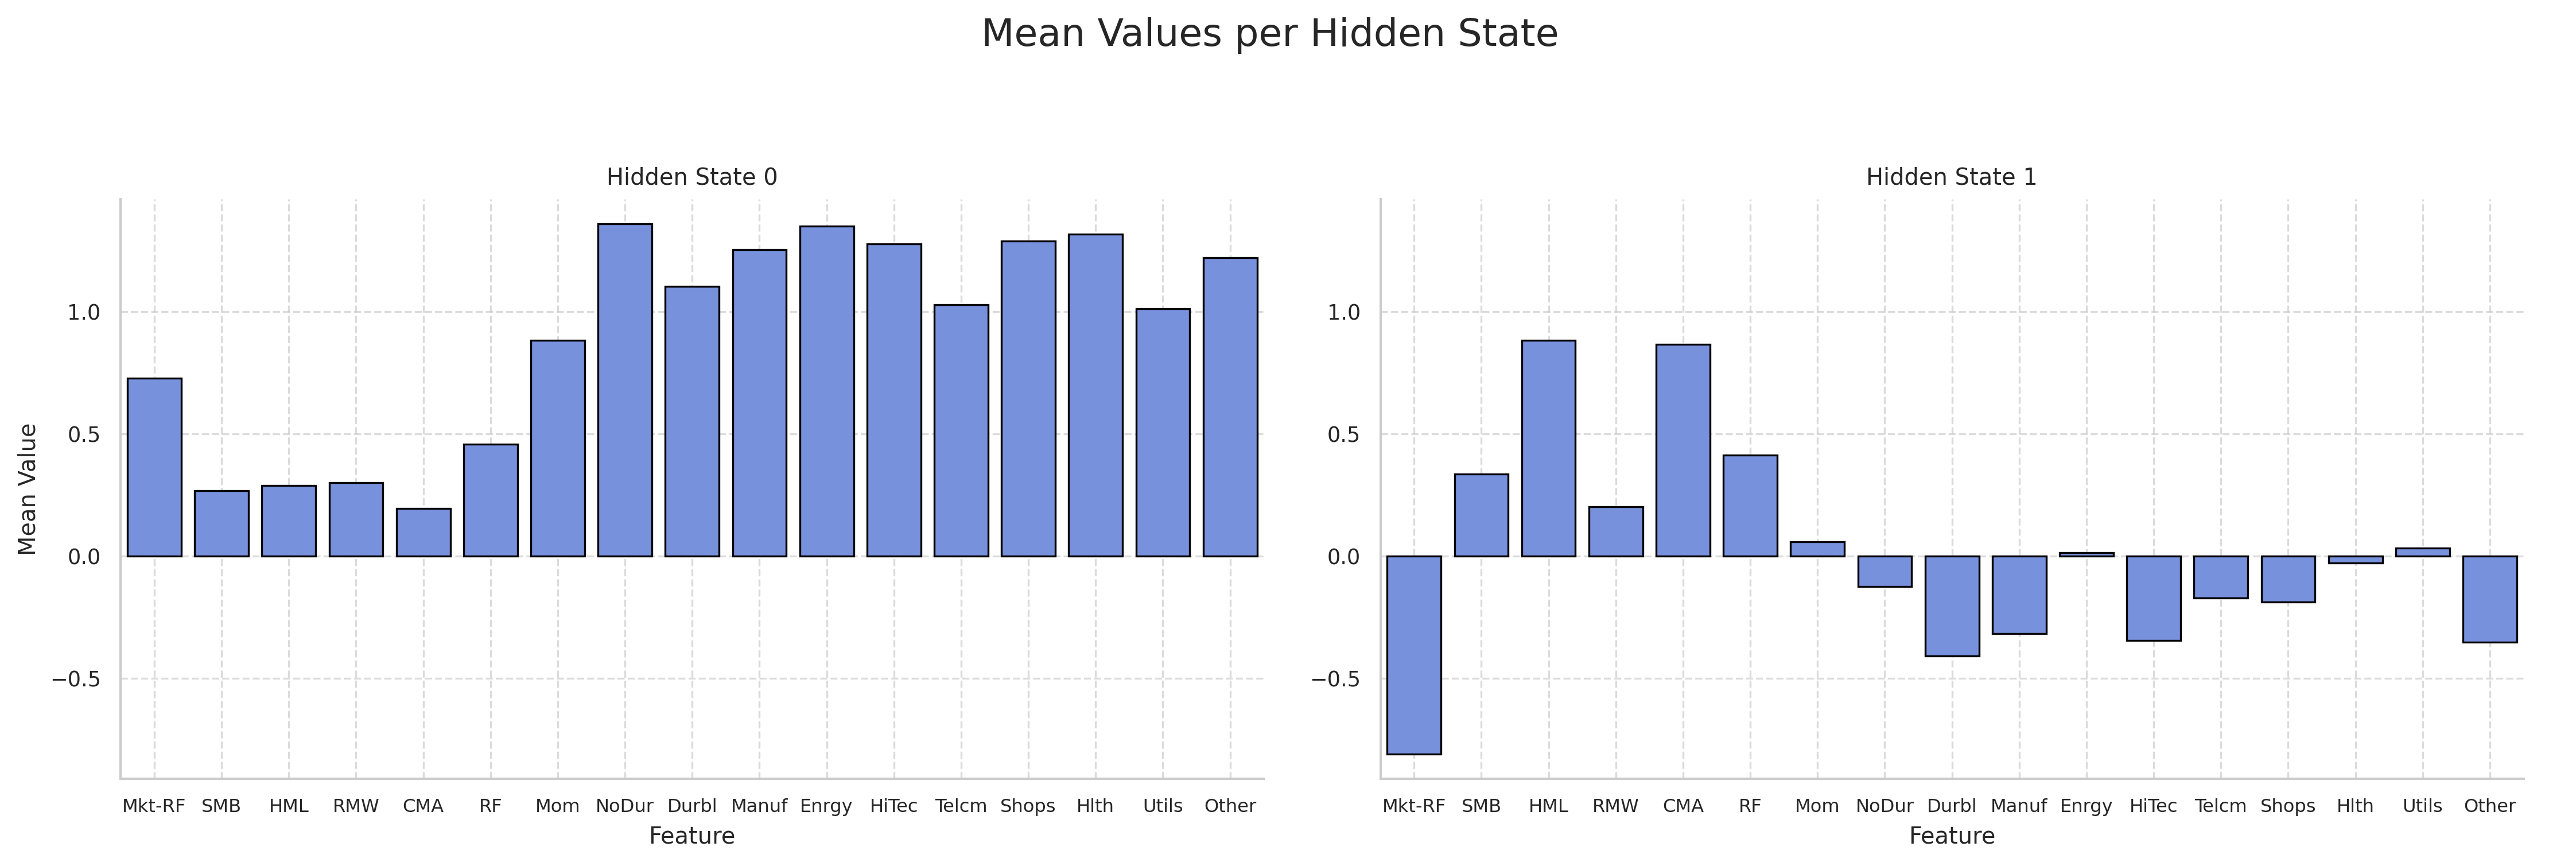 Mean Values per Hidden State
Hidden State 0
Mean Value
1.0
0.5
0.0
−0.5
Mkt-RF SMB HML RMW CMA RF Mom NoDur Durbl Manuf Enrgy HiTec Telcm Shops Hlth Utils Other
Feature
Hidden State 1
1.0
0.5
0.0
−0.5
Mkt-RF SMB HML RMW CMA RF Mom NoDur Durbl Manuf Enrgy HiTec Telcm Shops Hlth Utils Other
Feature